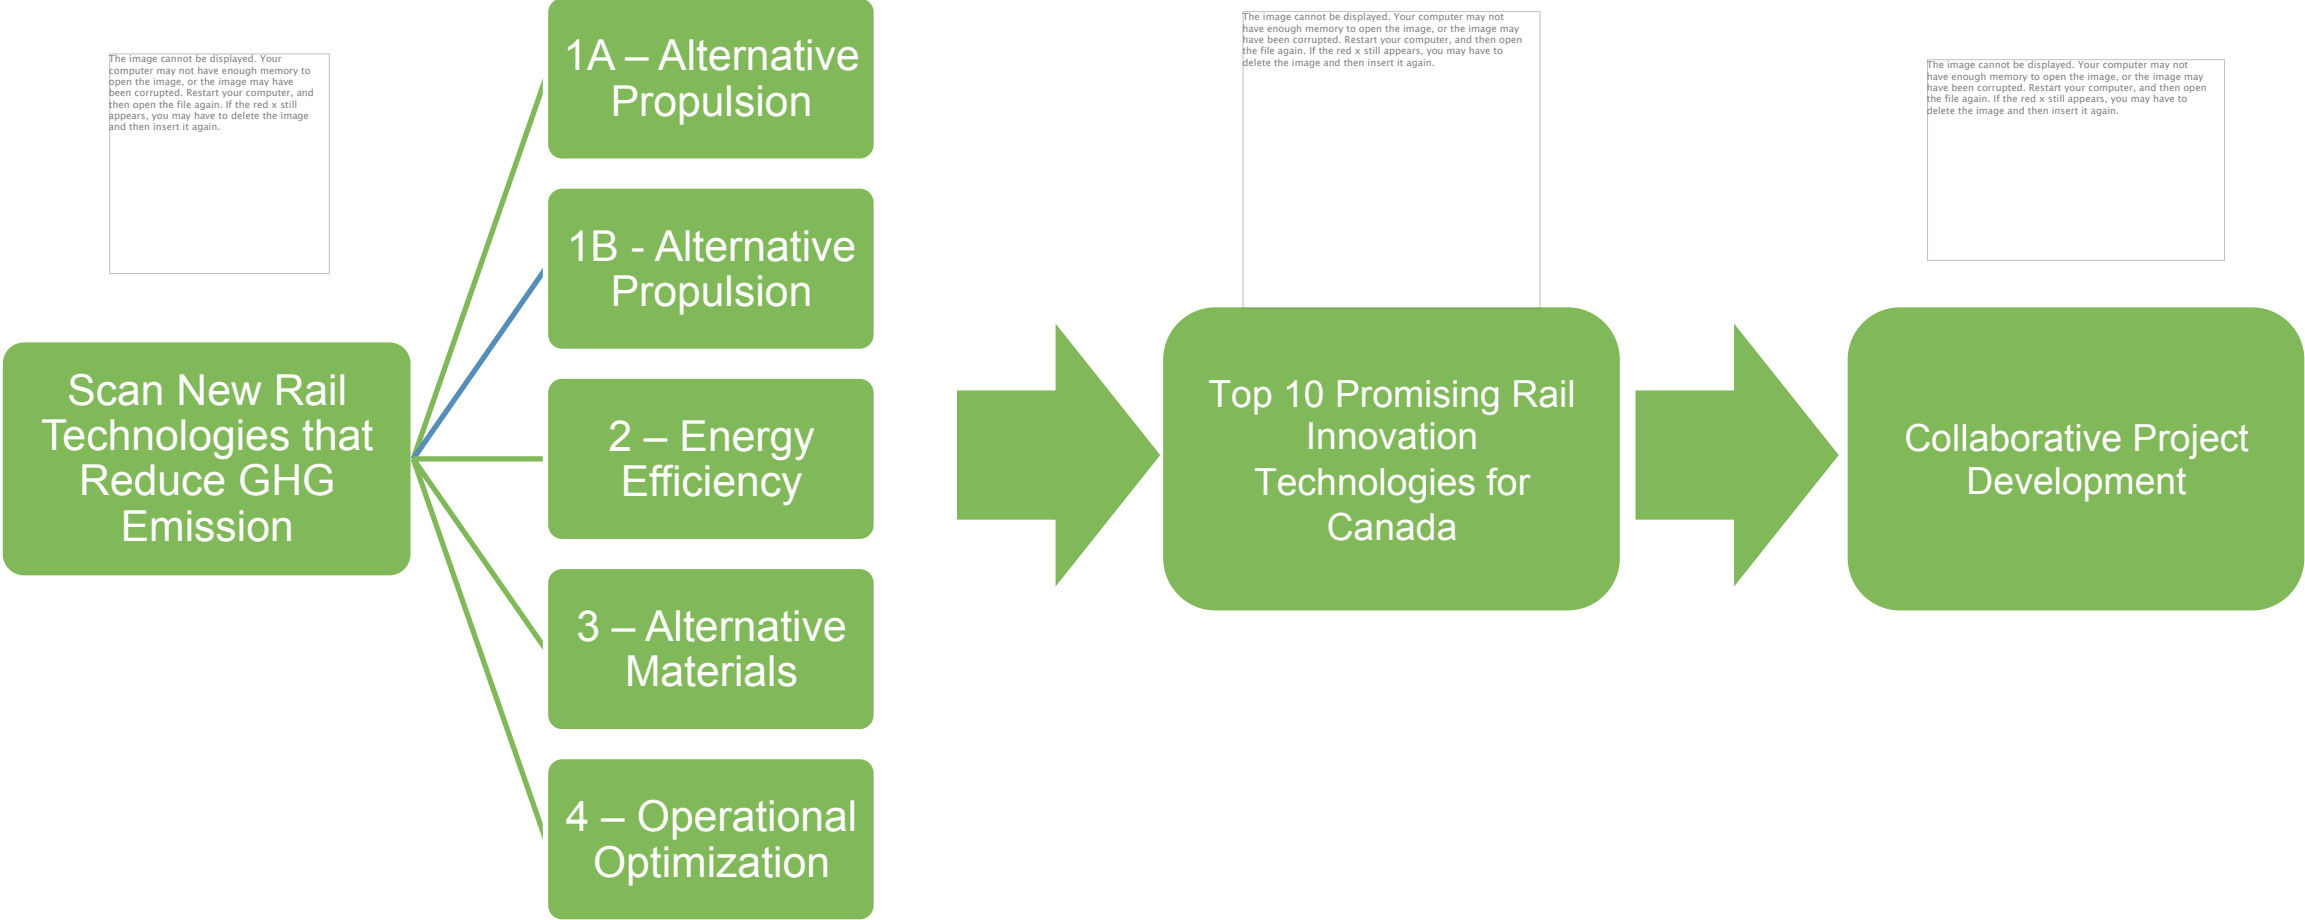 The image cannot be displayed. Your
computer may not have enough memory to
open the image, or the image may have
been corrupted. Restart your computer, and
then open the file again. If the red x still
appears, you may have to delete the image
and then insert it again.
Scan New Rail
Technologies that
Reduce GHG
Emission
1A – Alternative
Propulsion
1B - Alternative
Propulsion
2 – Energy
Efficiency
3 – Alternative
Materials
4 – Operational
Optimization
The image cannot be displayed. Your computer may not
have enough memory to open the image, or the image may
have been corrupted. Restart your computer, and then open
the file again. If the red x still appears, you may have to
delete the image and then insert it again.
Top 10 Promising Rail
Innovation
Technologies for
Canada
The image cannot be displayed. Your computer may not
have enough memory to open the image, or the image may
have been corrupted. Restart your computer, and then open
the file again. If the red x still appears, you may have to
delete the image and then insert it again.
Collaborative Project
Development